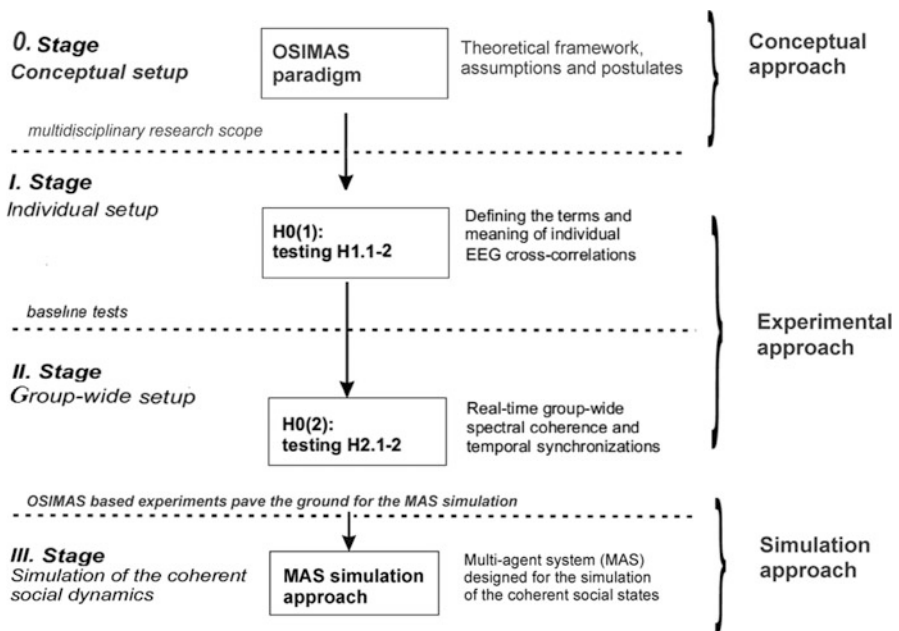 0. Stage
Conceptual setup
OSIMAS
paradigm
Theoretical framework,
assumptions and postulates
Conceptual
approach
multidisciplinary research scope
I. Stage
Individual setup
H0(1):
testing H1.1-2
Defining the terms and
meaning of individual
EEG cross-correlations
baseline tests
Experimental
approach
II. Stage
Group-wide setup
H0(2):
testing H2.1-2
Real-time group-wide
spectral coherence and
temporal synchronizations
OSIMAS based experiments pave the ground for the MAS simulation
III. Stage
Simulation of the coherent
social dynamics
MAS simulation
approach
Multi-agent system (MAS)
designed for the simulation
of the coherent social states
Simulation
approach